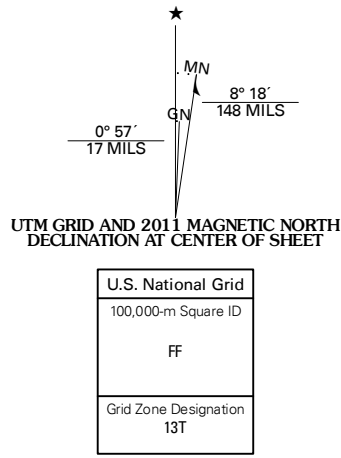 ★
MN
GN
8° 18´
148 MILS
0° 57´
17 MILS
UTM GRID AND 2011 MAGNETIC NORTH
DECLINATION AT CENTER OF SHEET
U.S. National Grid
100,000-m Square ID
FF
Grid Zone Designation
13T